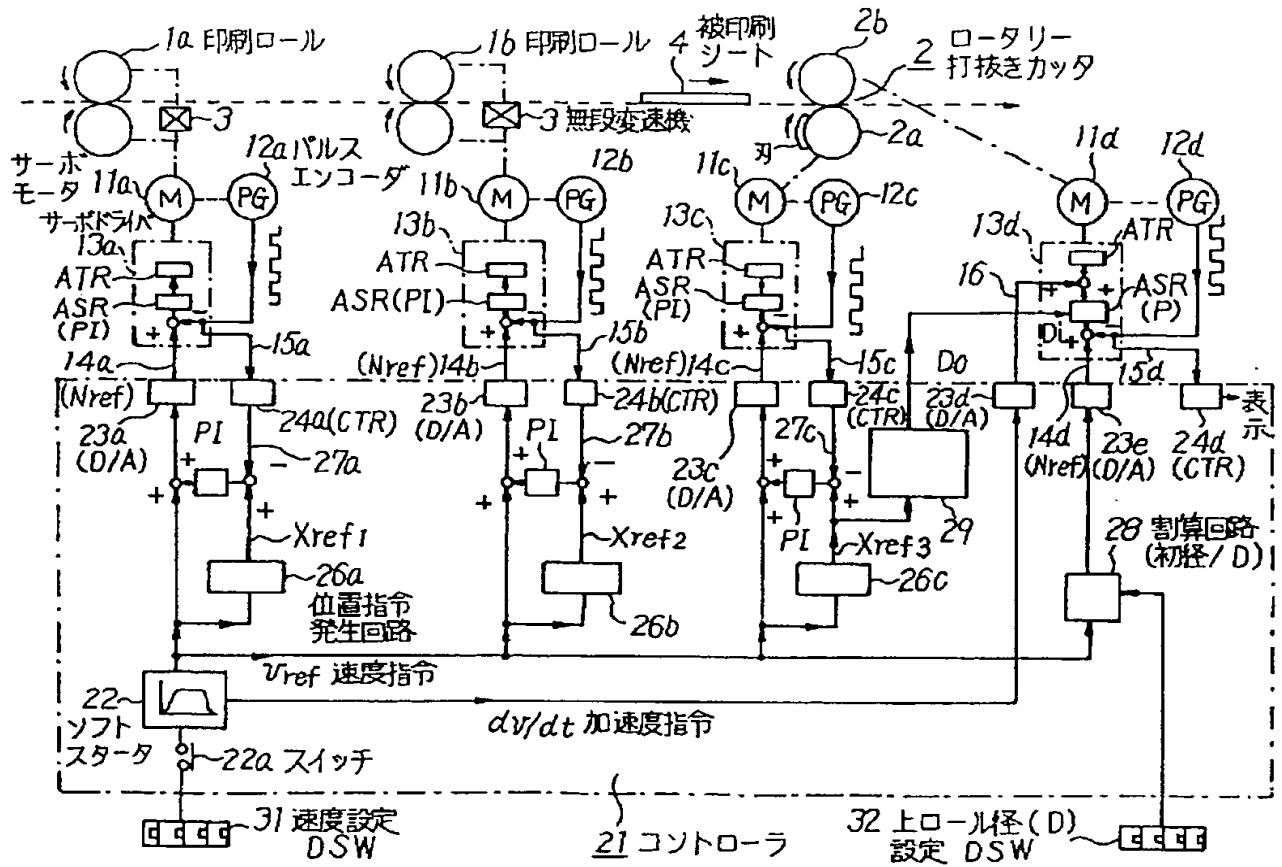 1a 印刷ロール
1b 印刷ロール
4 被印刷
シート
2b
2 ロータリー
打抜きカッタ
3
3 無段変速機
2a
刃
サーボ
モータ
11a
M
12a パルス
エンコーダ
PG
11b
M
12b
PG
11c
M
PG
12c
11d
M
12d
PG
サーボドライバ
13a
ATR
ASR
(PI)
+
−
13b
ATR
ASR(PI)
+
−
13c
ATR
ASR
(PI)
+
−
13d
ATR
16
+
+
ASR
(P)
Di
+
−
14a
15a
(Nref) 14b
15b
(Nref) 14c
15c
Do
14d
(Nref)
15d
表示
(Nref)
23a
(D/A)
24a (CTR)
23b
(D/A)
24b (CTR)
23c
(D/A)
24c
(CTR)
23d
(D/A)
23e
(D/A)
24d
(CTR)
PI
27a
+
+
−
+
PI
27b
+
+
−
+
PI
27c
+
+
−
+
29
Xref1
Xref2
Xref3
26a
位置指令
発生回路
26b
26c
28 割算回路
(初経/D)
νref 速度指令
22
ソフト
スタータ
dν/dt 加速度指令
22a スイッチ
31 速度設定
DSW
21 コントローラ
32 上ロール径(D)
設定 DSW